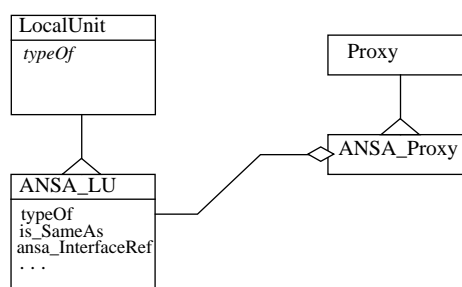 LocalUnit
typeOf
Proxy
ANSA_Proxy
ANSA_LU
typeOf
is_SameAs
ansa_InterfaceRef
. . .